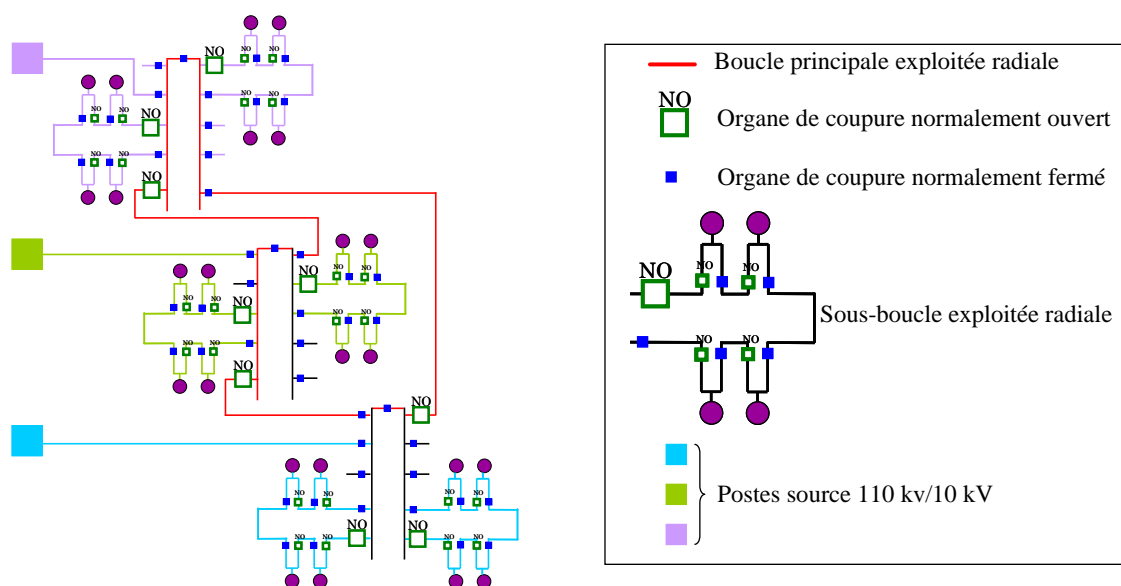 NO NO
NO
NO NO
NO NO
NO
NO NO
NO
NO NO
NO
NO NO
NO
NO NO
NO NO
NO
NO
NO NO NO NO
NO NO
NO NO NO NO
Boucle principale exploitée radiale
NO
Organe de coupure normalement ouvert
Organe de coupure normalement fermé
NO NO
NO
Sous-boucle exploitée radiale
NO NO
Postes source 110 kv/10 kV